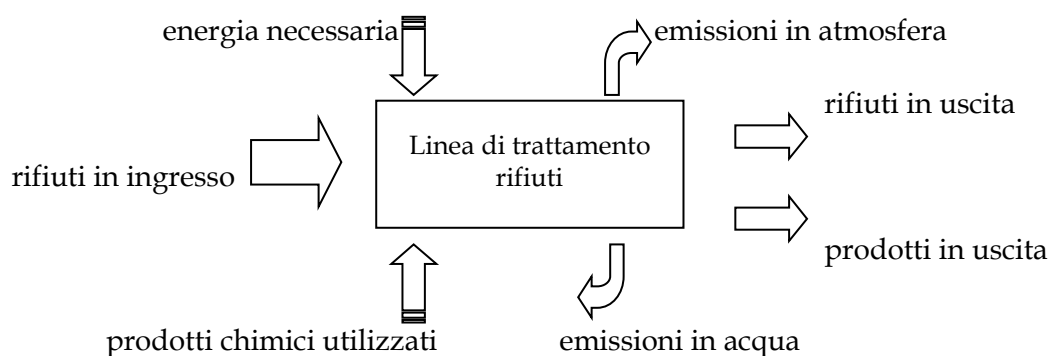 energia necessaria
emissioni in atmosfera
rifiuti in uscita
Linea di trattamento
rifiuti
rifiuti in ingresso
prodotti in uscita
prodotti chimici utilizzati
emissioni in acqua